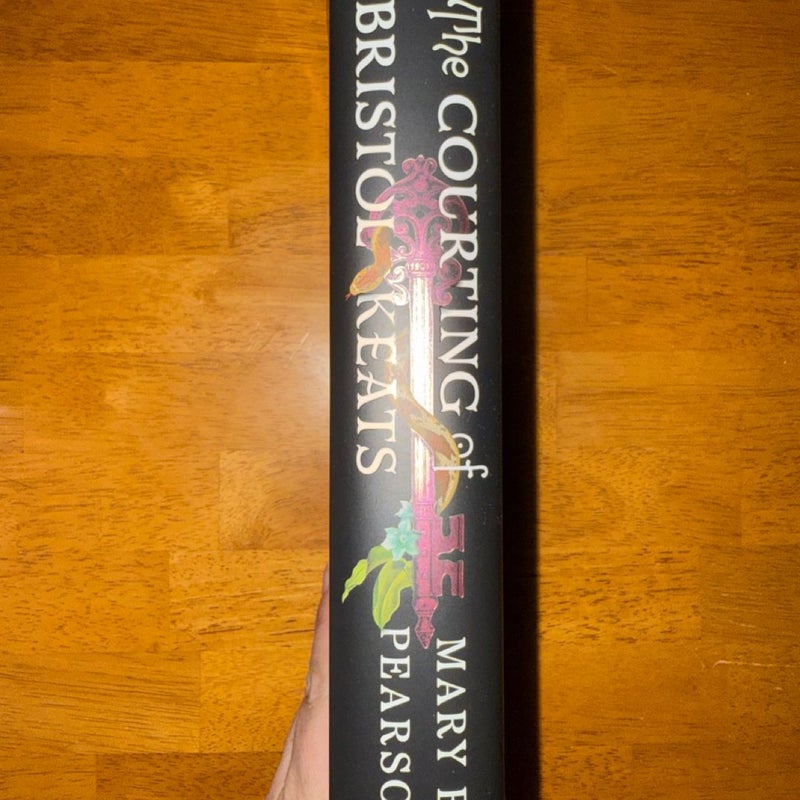 The COURTING of
BRISTOL KEATS
MARY E
PEARSO